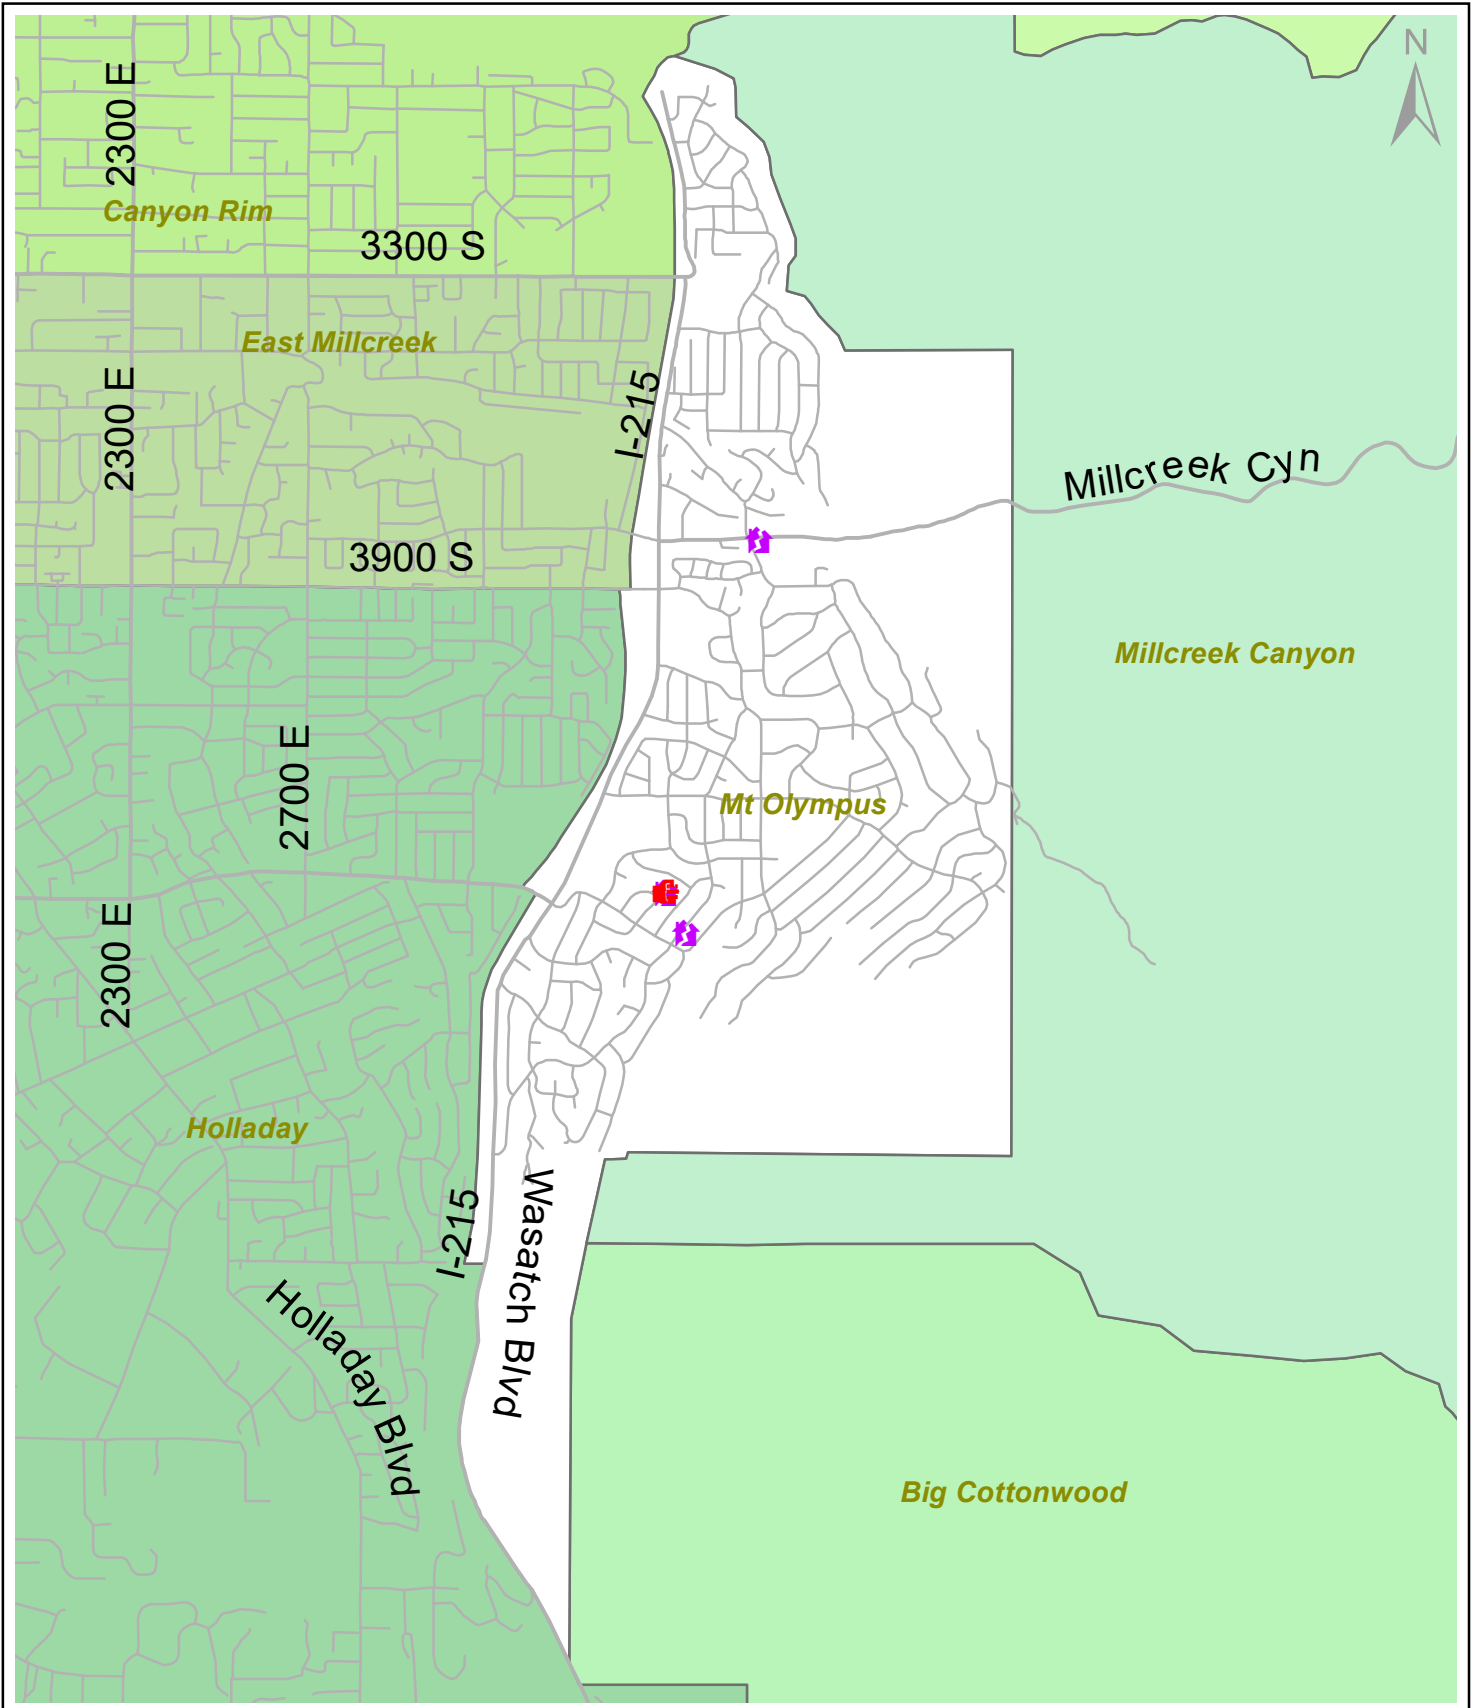 N
2300 E
Canyon Rim
3300 S
East Millcreek
2300 E
I-215
Millcreek Cyn
3900 S
Millcreek Canyon
2700 E
Mt Olympus
2300 E
Holladay
I-215
Wasatch Blvd
Holladay Blvd
Big Cottonwood